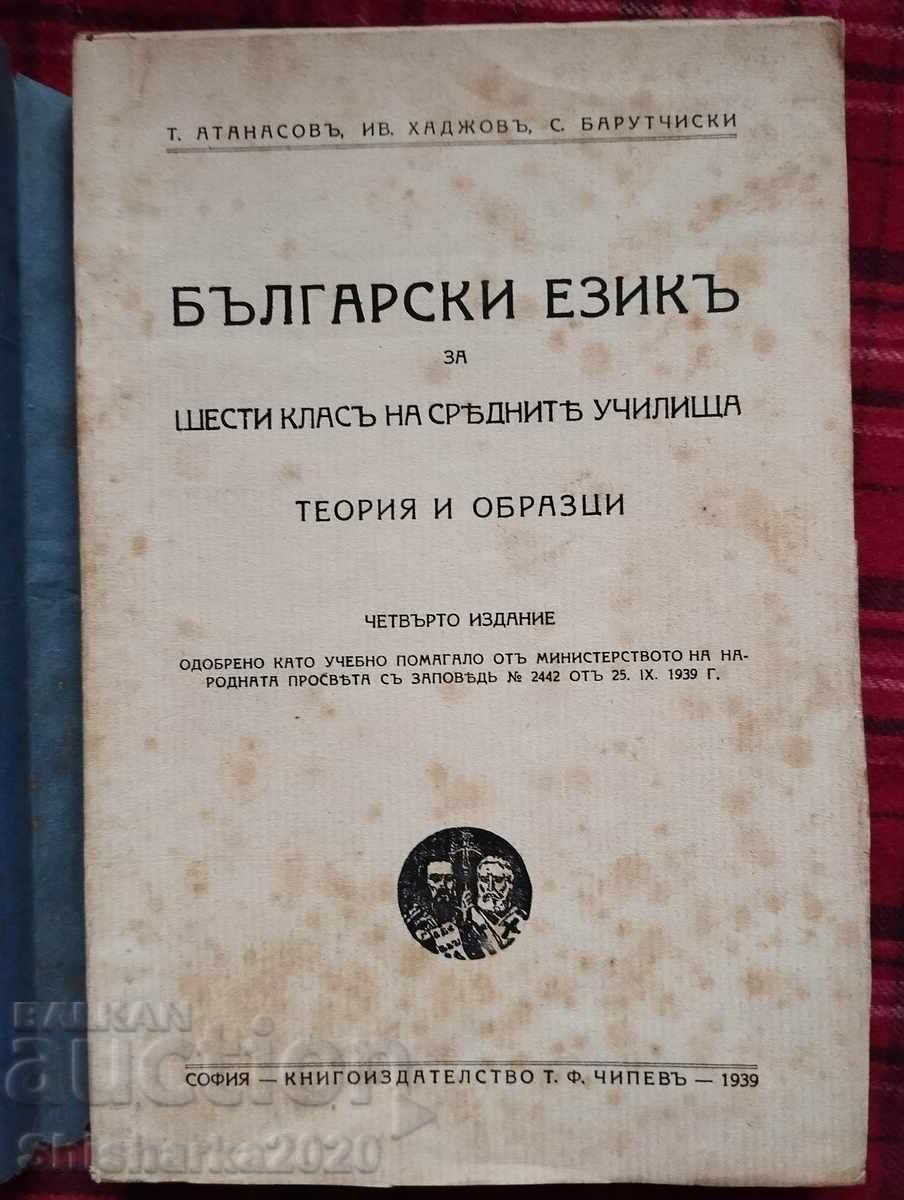 Т. АТАНАСОВЪ, ИВ. ХАДЖОВЪ, С. БАРУТЧИСКИ
БЪЛГАРСКИ ЕЗИКЪ
ЗА
ШЕСТИ КЛАСЪ НА СРѢДНИТѢ УЧИЛИЩА
ТЕОРИЯ И ОБРАЗЦИ
ЧЕТВЪРТО ИЗДАНИЕ
ОДОБРЕНО КАТО УЧЕБНО ПОМАГАЛО ОТЪ МИНИСТЕРСТВОТО НА НА-
РОДНАТА ПРОСВѢТА СЪ ЗАПОВѢДЬ № 2442 ОТЪ 25. IX. 1939 Г.
СОФИЯ — КНИГОИЗДАТЕЛСТВО Т. Ф. ЧИПЕВЪ — 1939
BALKAN
auction
Shisharka2020